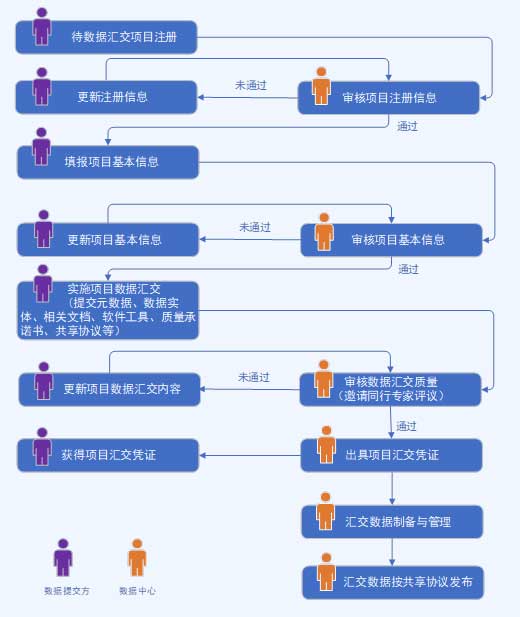 待数据汇交项目注册
更新注册信息
未通过
审核项目注册信息
通过
填报项目基本信息
更新项目基本信息
未通过
审核项目基本信息
通过
实施项目数据汇交
（提交元数据、数据实
体、相关文档、软件工具、质量承
诺书、共享协议等）
更新项目数据汇交内容
未通过
审核数据汇交质量
（邀请同行专家评议）
通过
获得项目汇交凭证
出具项目汇交凭证
汇交数据制备与管理
汇交数据按共享协议发布
数据提交方
数据中心